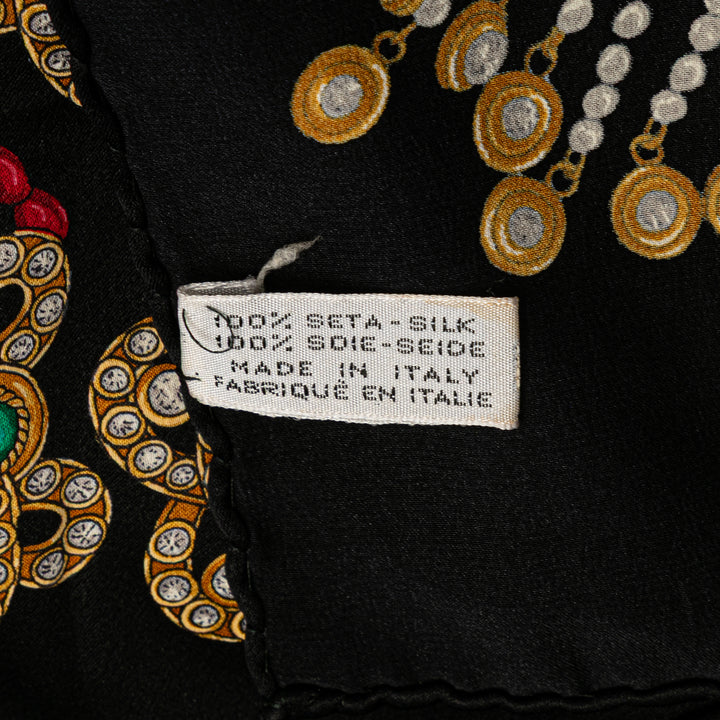 100% SETA - SILK
100% SOIE-SEIDE
MADE IN ITALY
FABRIQUÉ EN ITALIE